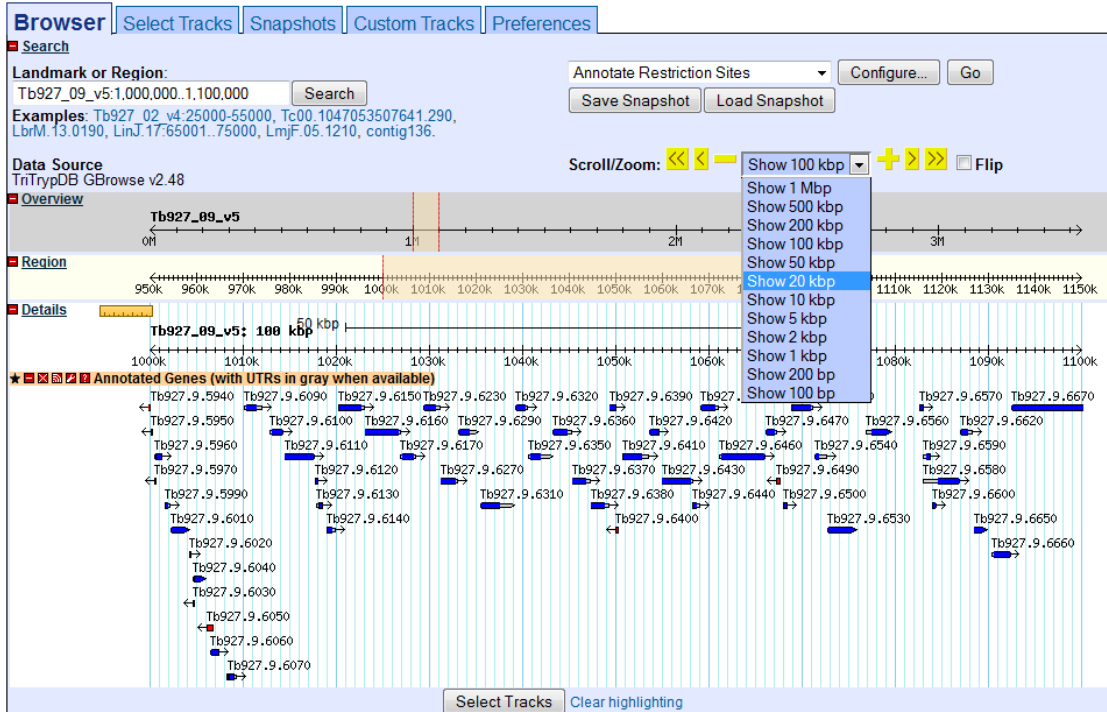 Browser Select Tracks Snapshots Custom Tracks Preferences
Search
Landmark or Region:
Tb927_09_v5:1,000,000..1,100,000 Search
Annotate Restriction Sites Configure... Go
Save Snapshot Load Snapshot
Examples: Tb927_02_v4:25000-55000, Tc00.1047053507641.290,
LbrM.13.0190, LinJ.17:65001..75000, LmjF.05.1210, contig136.
Data Source
TriTrypDB GBrowse v2.48
Scroll/Zoom: Show 100 kbp Flip
Show 1 Mbp
Show 500 kbp
Show 200 kbp
Show 100 kbp
Show 50 kbp
Show 20 kbp
Show 10 kbp
Show 5 kbp
Show 2 kbp
Show 1 kbp
Show 200 bp
Show 100 bp
Overview
Tb927_09_v5
0M 1M 2M 3M
Region
950k 960k 970k 980k 990k 1000k 1010k 1020k 1030k 1040k 1050k 1060k 1070k 1110k 1120k 1130k 1140k 1150k
Details
Tb927_09_v5: 100 kbp 50 kbp
1000k 1010k 1020k 1030k 1040k 1050k 1060k 1080k 1090k 1100k
Annotated Genes (with UTRs in gray when available)
Tb927.9.5940 Tb927.9.6090 Tb927.9.6150 Tb927.9.6230 Tb927.9.6320 Tb927.9.6390 Tb927. Tb927.9.6570 Tb927.9.6670
Tb927.9.5950 Tb927.9.6100 Tb927.9.6160 Tb927.9.6290 Tb927.9.6360 Tb927.9.6420 Tb927.9.6470 Tb927.9.6560 Tb927.9.6620
Tb927.9.5960 Tb927.9.6110 Tb927.9.6170 Tb927.9.6350 Tb927.9.6410 Tb927.9.6460 Tb927.9.6540 Tb927.9.6590
Tb927.9.5970 Tb927.9.6120 Tb927.9.6270 Tb927.9.6370 Tb927.9.6430 Tb927.9.6490 Tb927.9.6580
Tb927.9.5990 Tb927.9.6130 Tb927.9.6310 Tb927.9.6380 Tb927.9.6440 Tb927.9.6500 Tb927.9.6600
Tb927.9.6010 Tb927.9.6140 Tb927.9.6400 Tb927.9.6530 Tb927.9.6650
Tb927.9.6020 Tb927.9.6660
Tb927.9.6040
Tb927.9.6030
Tb927.9.6050
Tb927.9.6060
Tb927.9.6070
Select Tracks Clear highlighting